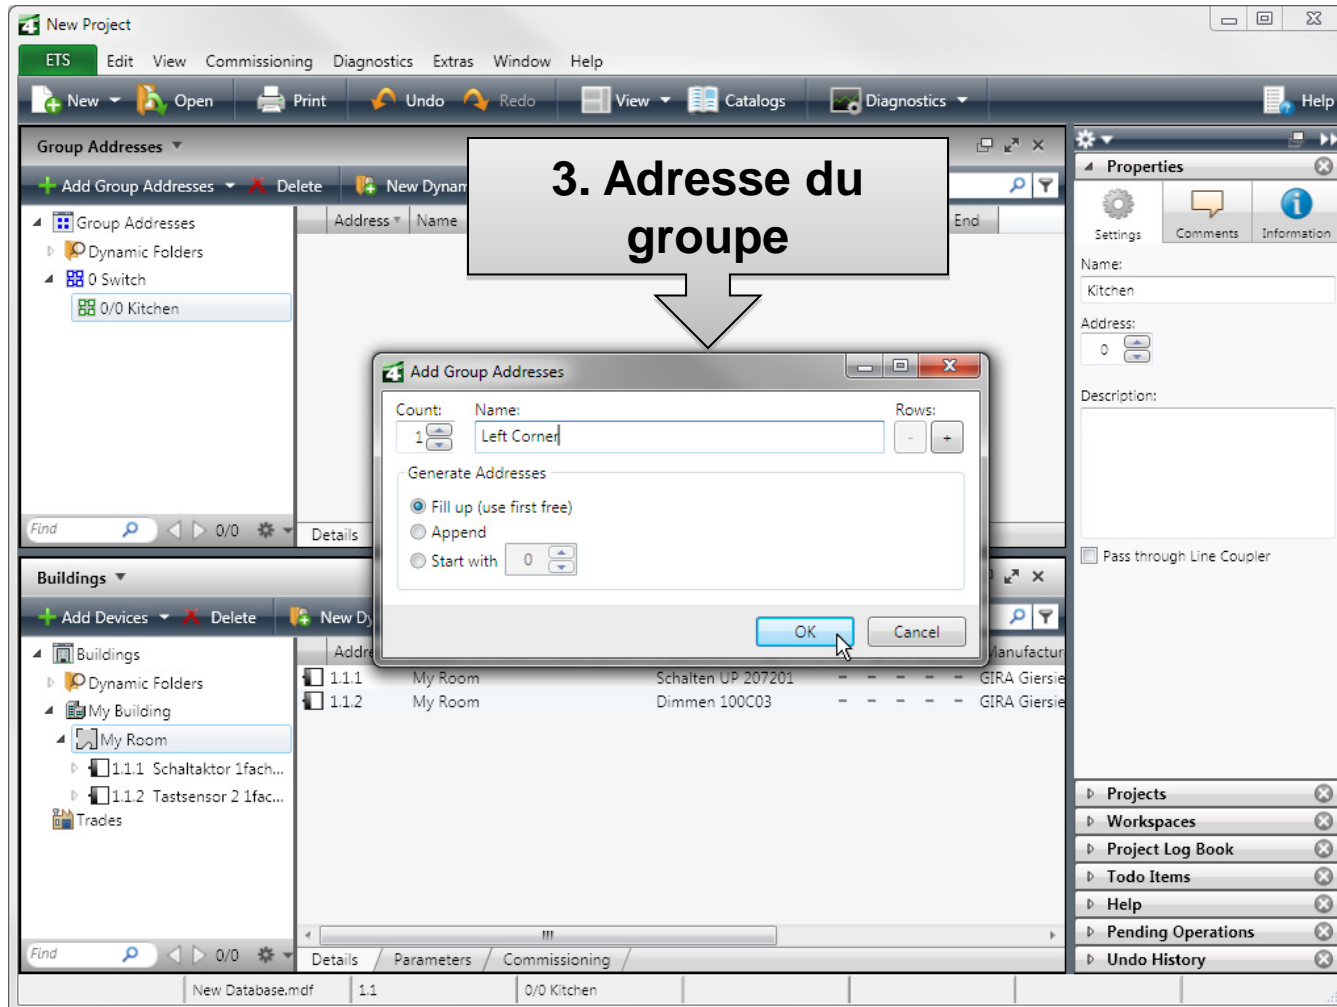 New Project
ETS Edit View Commissioning Diagnostics Extras Window Help
New Open Print Undo Redo View Catalogs Diagnostics Help
Group Addresses
Add Group Addresses Delete New Dynam
Group Addresses
Dynamic Folders
0 Switch
0/0 Kitchen
Address Name End
3. Adresse du
groupe
Find 0/0
Details
Add Group Addresses
Count: Name: Rows:
1 Left Corner - +
Generate Addresses
Fill up (use first free)
Append
Start with 0
OK Cancel
Properties
Settings Comments Information
Name:
Kitchen
Address:
0
Description:
Pass through Line Coupler
Buildings
Add Devices Delete New Dy
Buildings
Dynamic Folders
My Building
My Room
1.1.1 Schaltaktor 1fach...
1.1.2 Tastsensor 2 1fac...
Trades
Addre Manufactur
1.1.1 My Room Schalten UP 207201 - - - - - GIRA Giersie
1.1.2 My Room Dimmen 100C03 - - - - - GIRA Giersie
Find 0/0
Details Parameters Commissioning
Projects
Workspaces
Project Log Book
Todo Items
Help
Pending Operations
Undo History
New Database.mdf 1.1 0/0 Kitchen